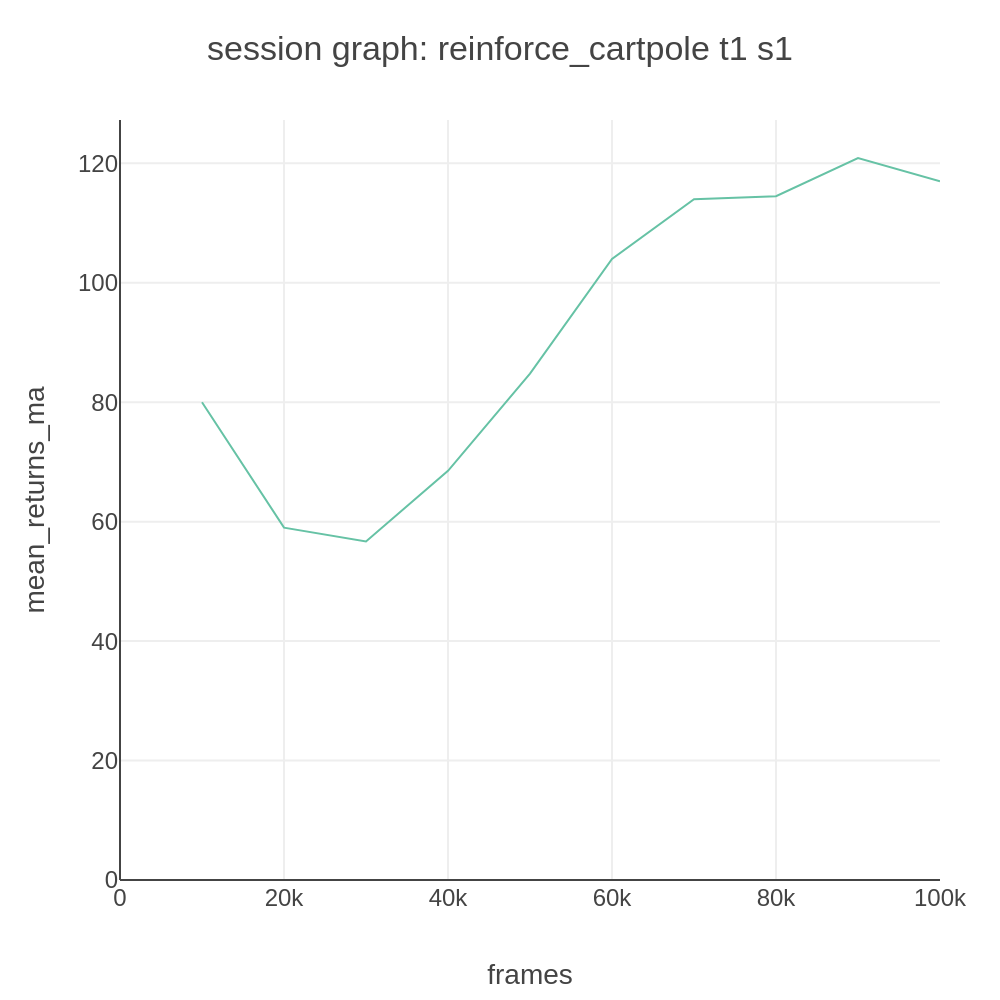 session graph: reinforce_cartpole t1 s1
mean_returns_ma
120
100
80
60
40
20
0
0
20k
40k
60k
80k
100k
frames